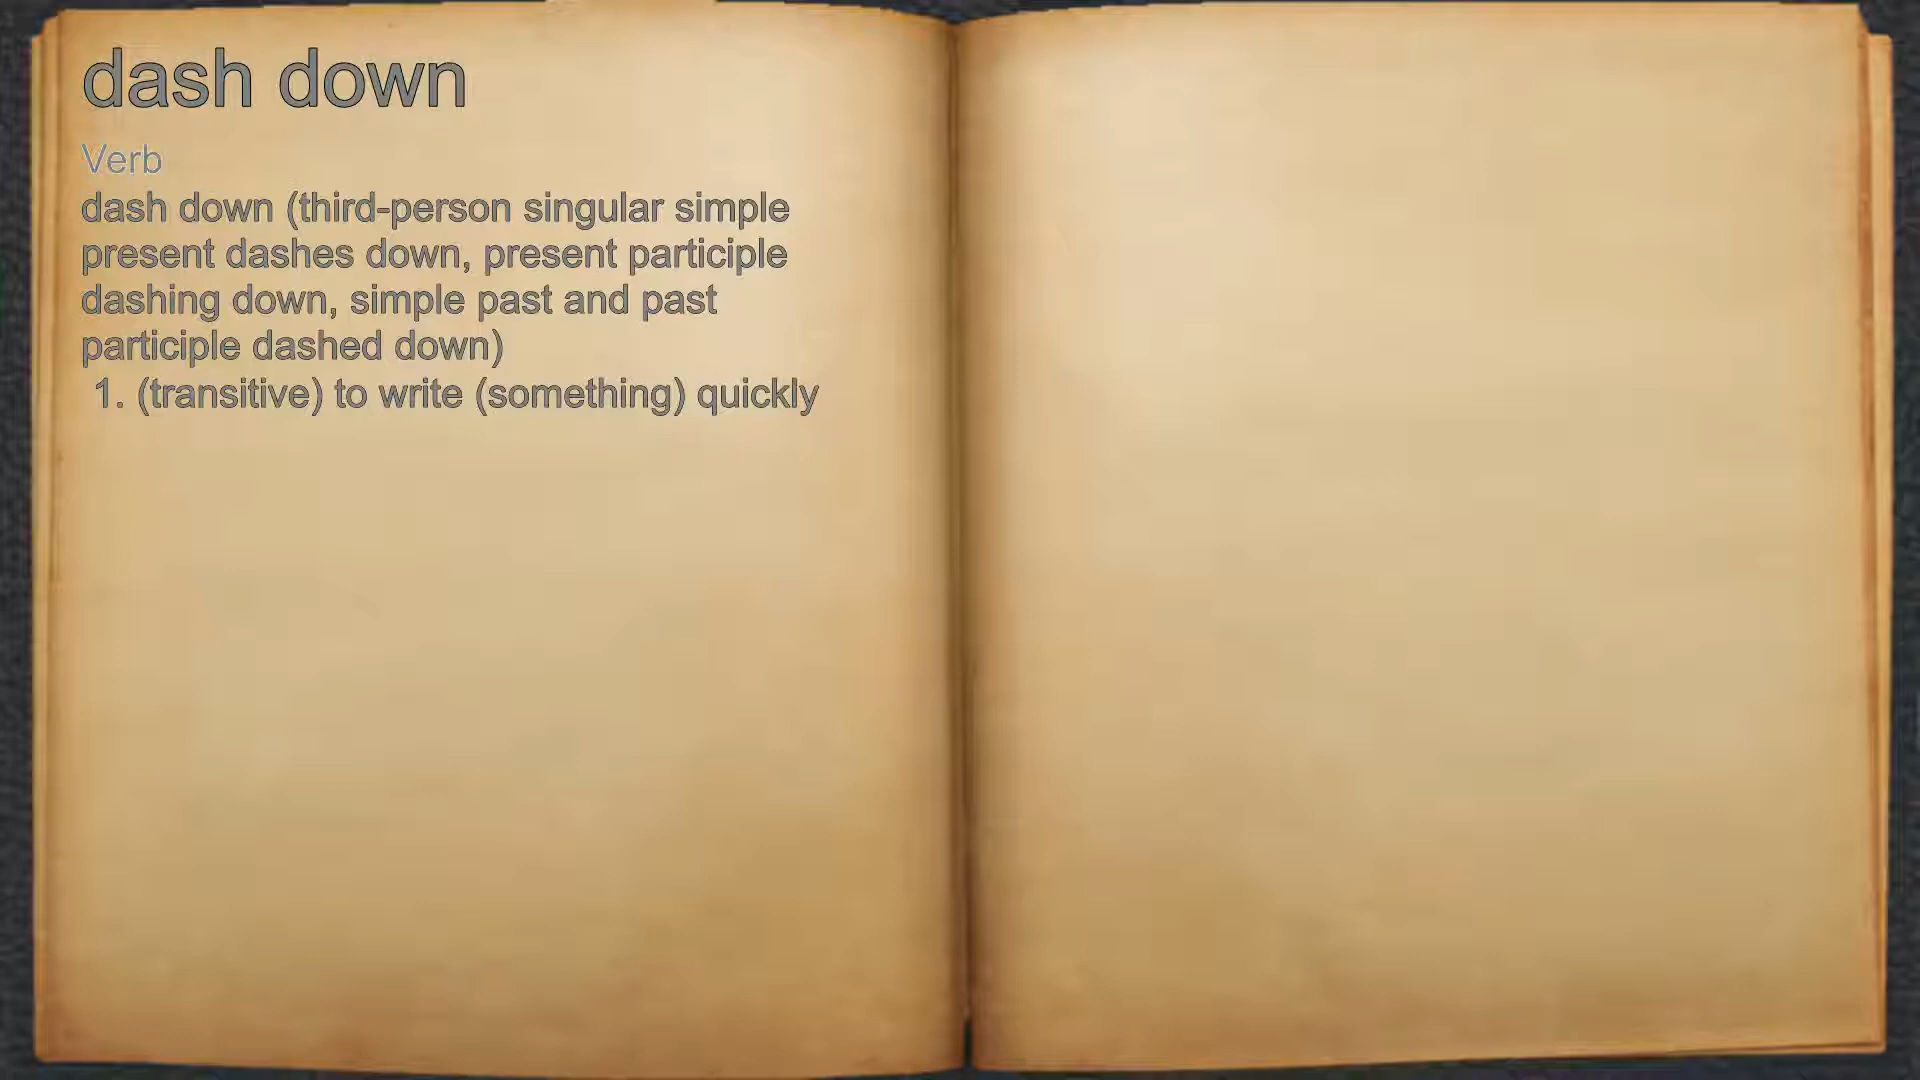 dash down
Verb
dash down (third-person singular simple
present dashes down, present participle
dashing down, simple past and past
participle dashed down)
1. (transitive) to write (something) quickly